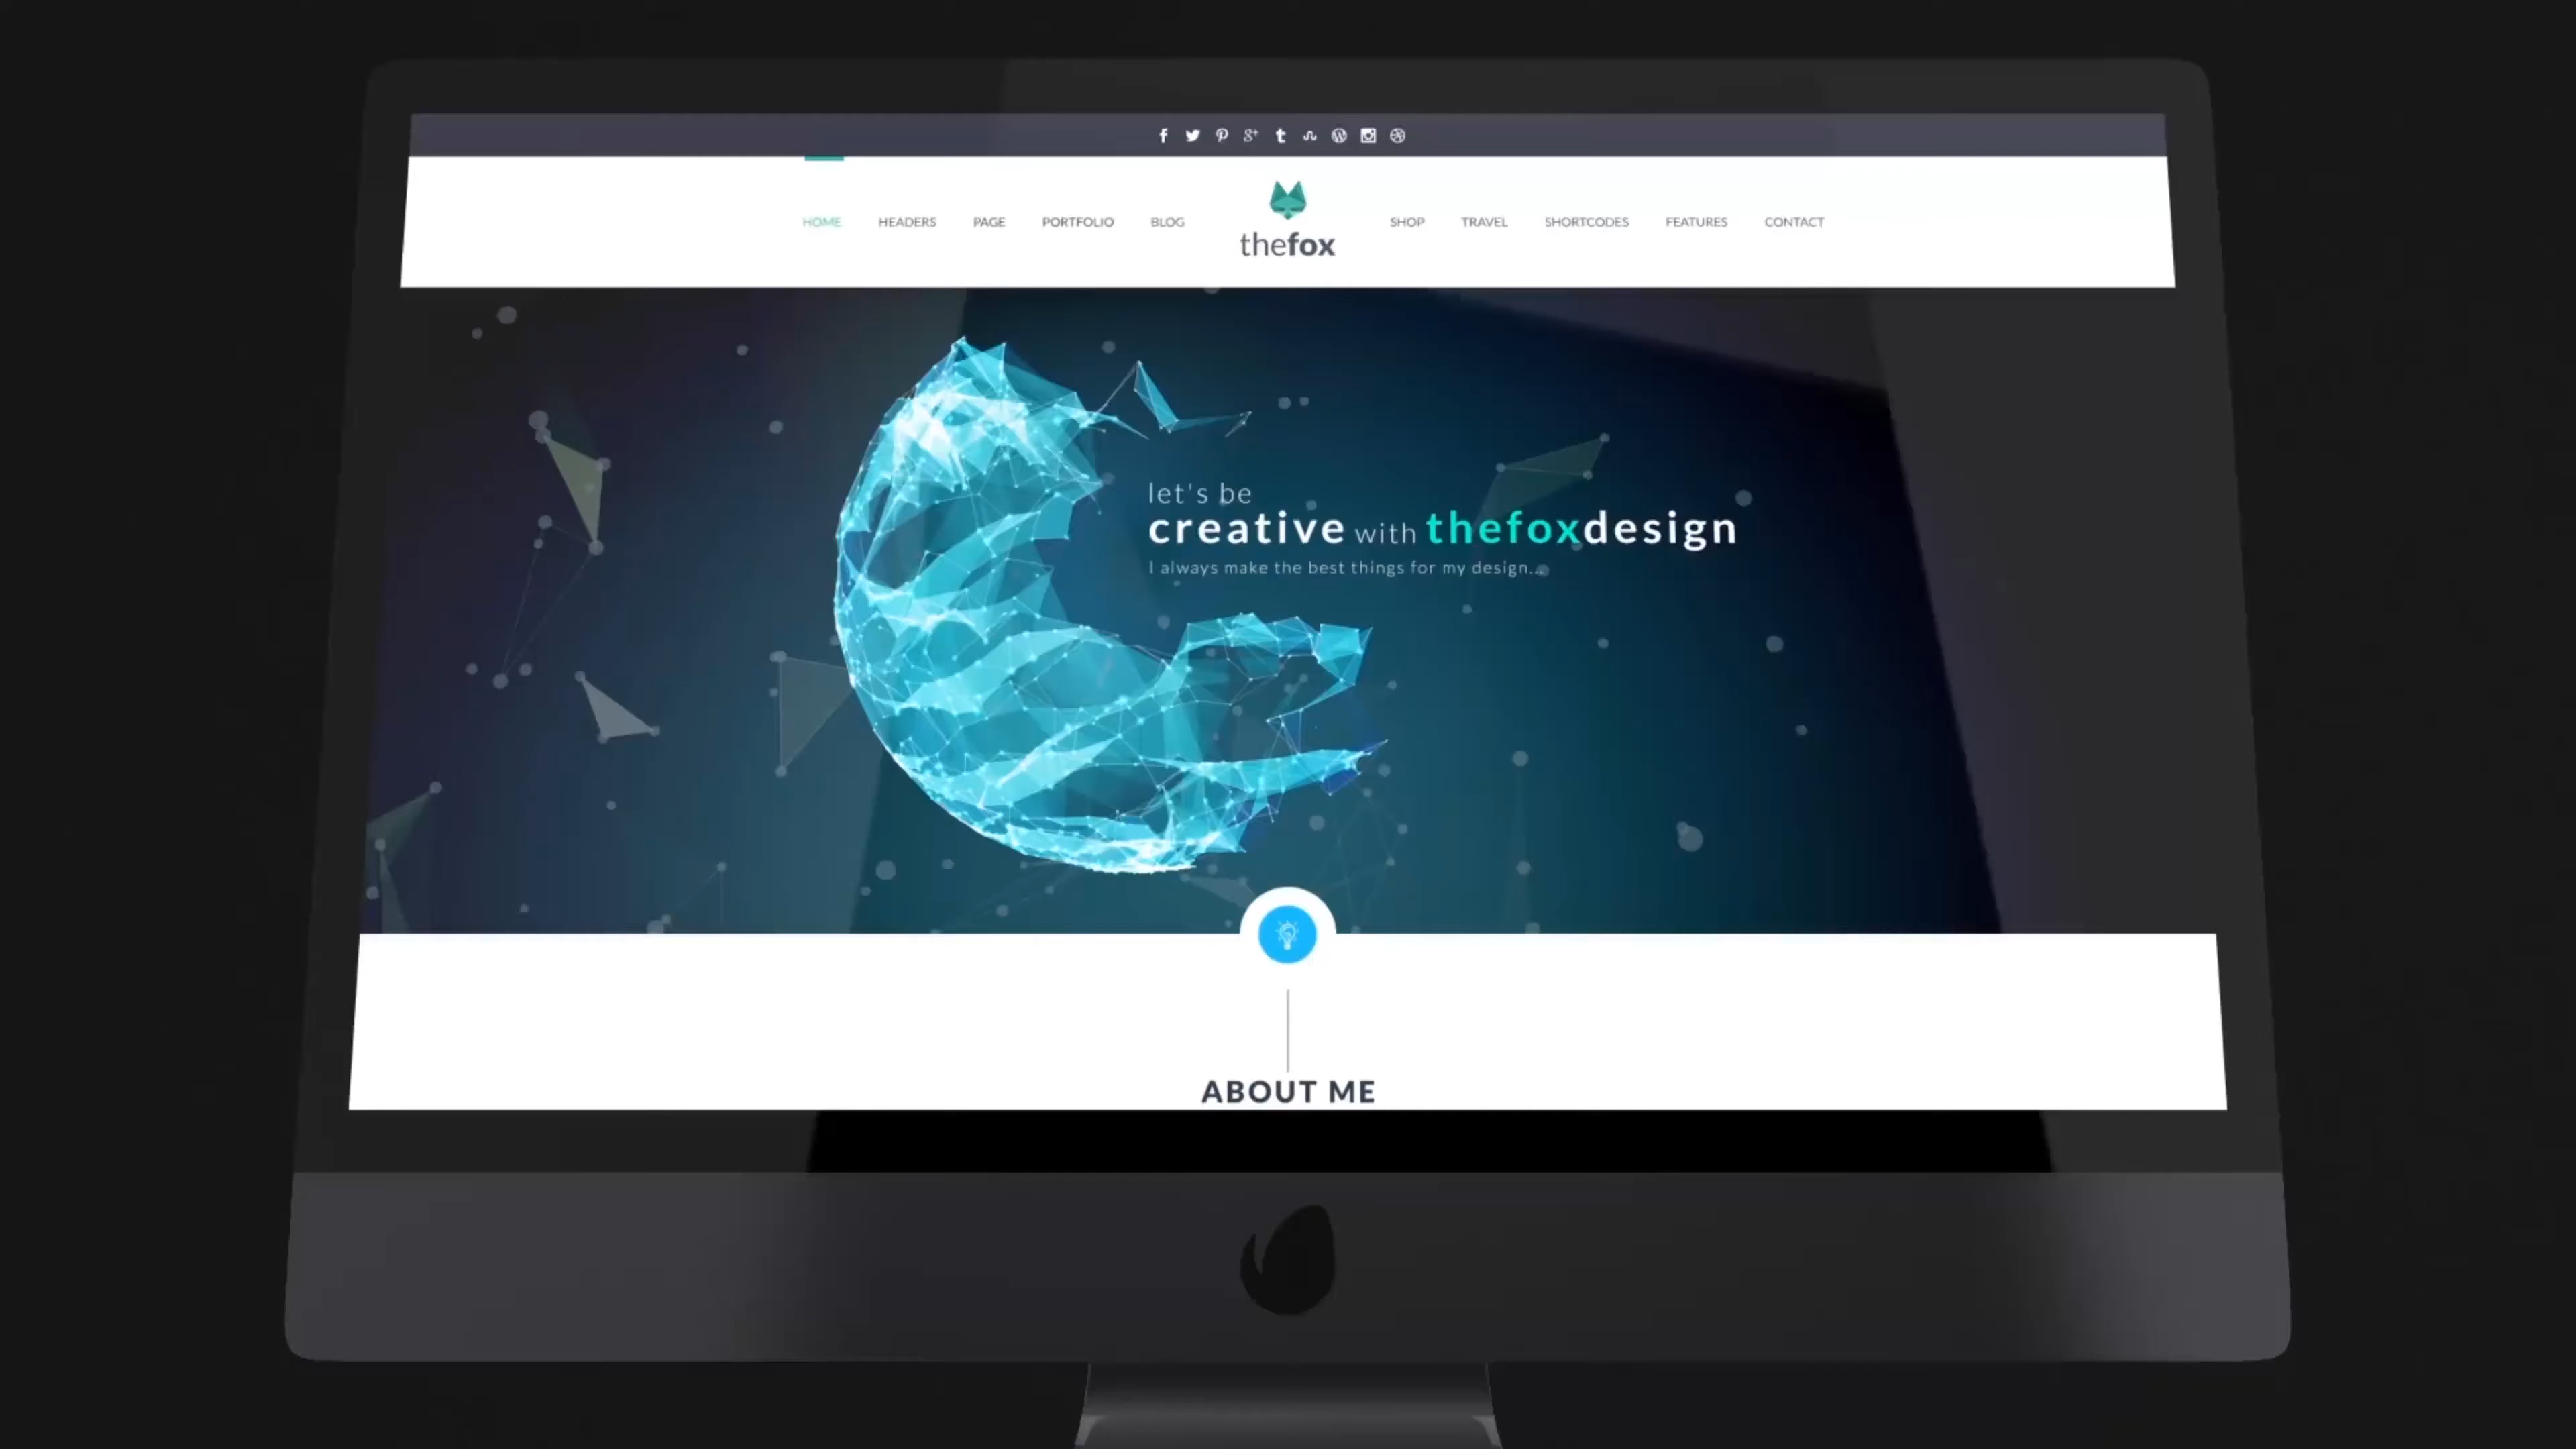 HOME HEADERS PAGE PORTFOLIO BLOG SHOP TRAVEL SHORTCODES FEATURES CONTACT
thefox
let's be
creative with thefoxdesign
I always make the best things for my design...
ABOUT ME